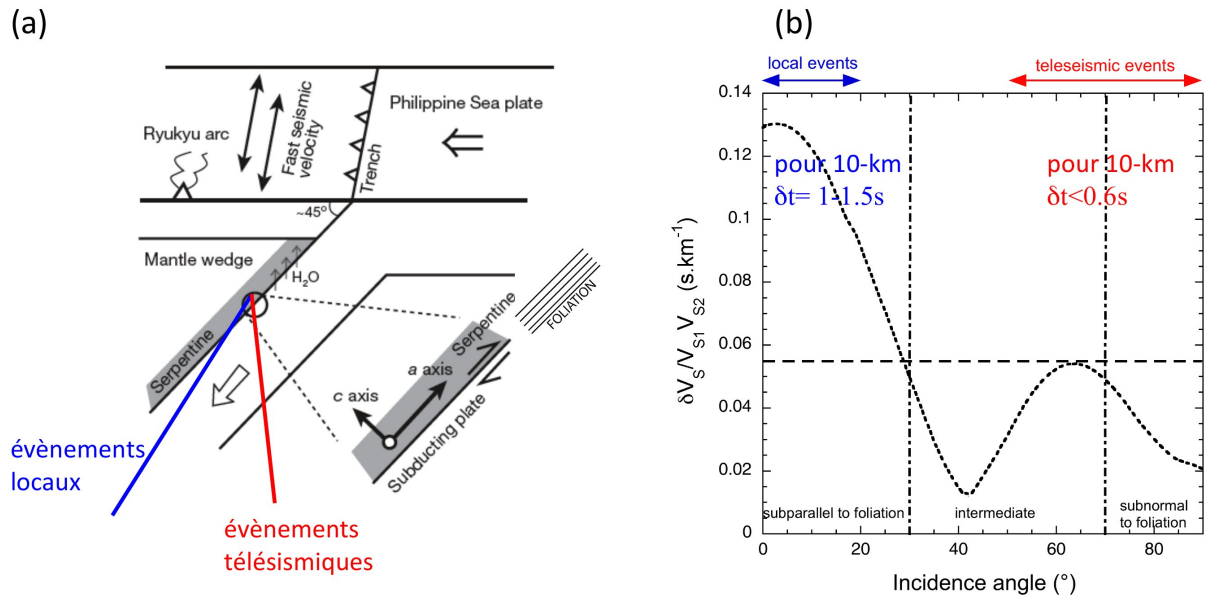 (a)
Ryukyu arc
Fast seismic
velocity
Trench
Philippine Sea plate
~45°
Mantle wedge
H2O
Serpentine
FOLIATION
Serpentine
a axis
c axis
Subducting plate
évènements
locaux
évènements
télésismiques
(b)
local events
teleseismic events
0.14
0.12
0.1
0.08
0.06
0.04
0.02
0
δVS/VS1 VS2 (s.km-1)
pour 10-km
δt= 1-1.5s
pour 10-km
δt<0.6s
subparallel to foliation
intermediate
subnormal
to foliation
0 20 40 60 80
Incidence angle (°)